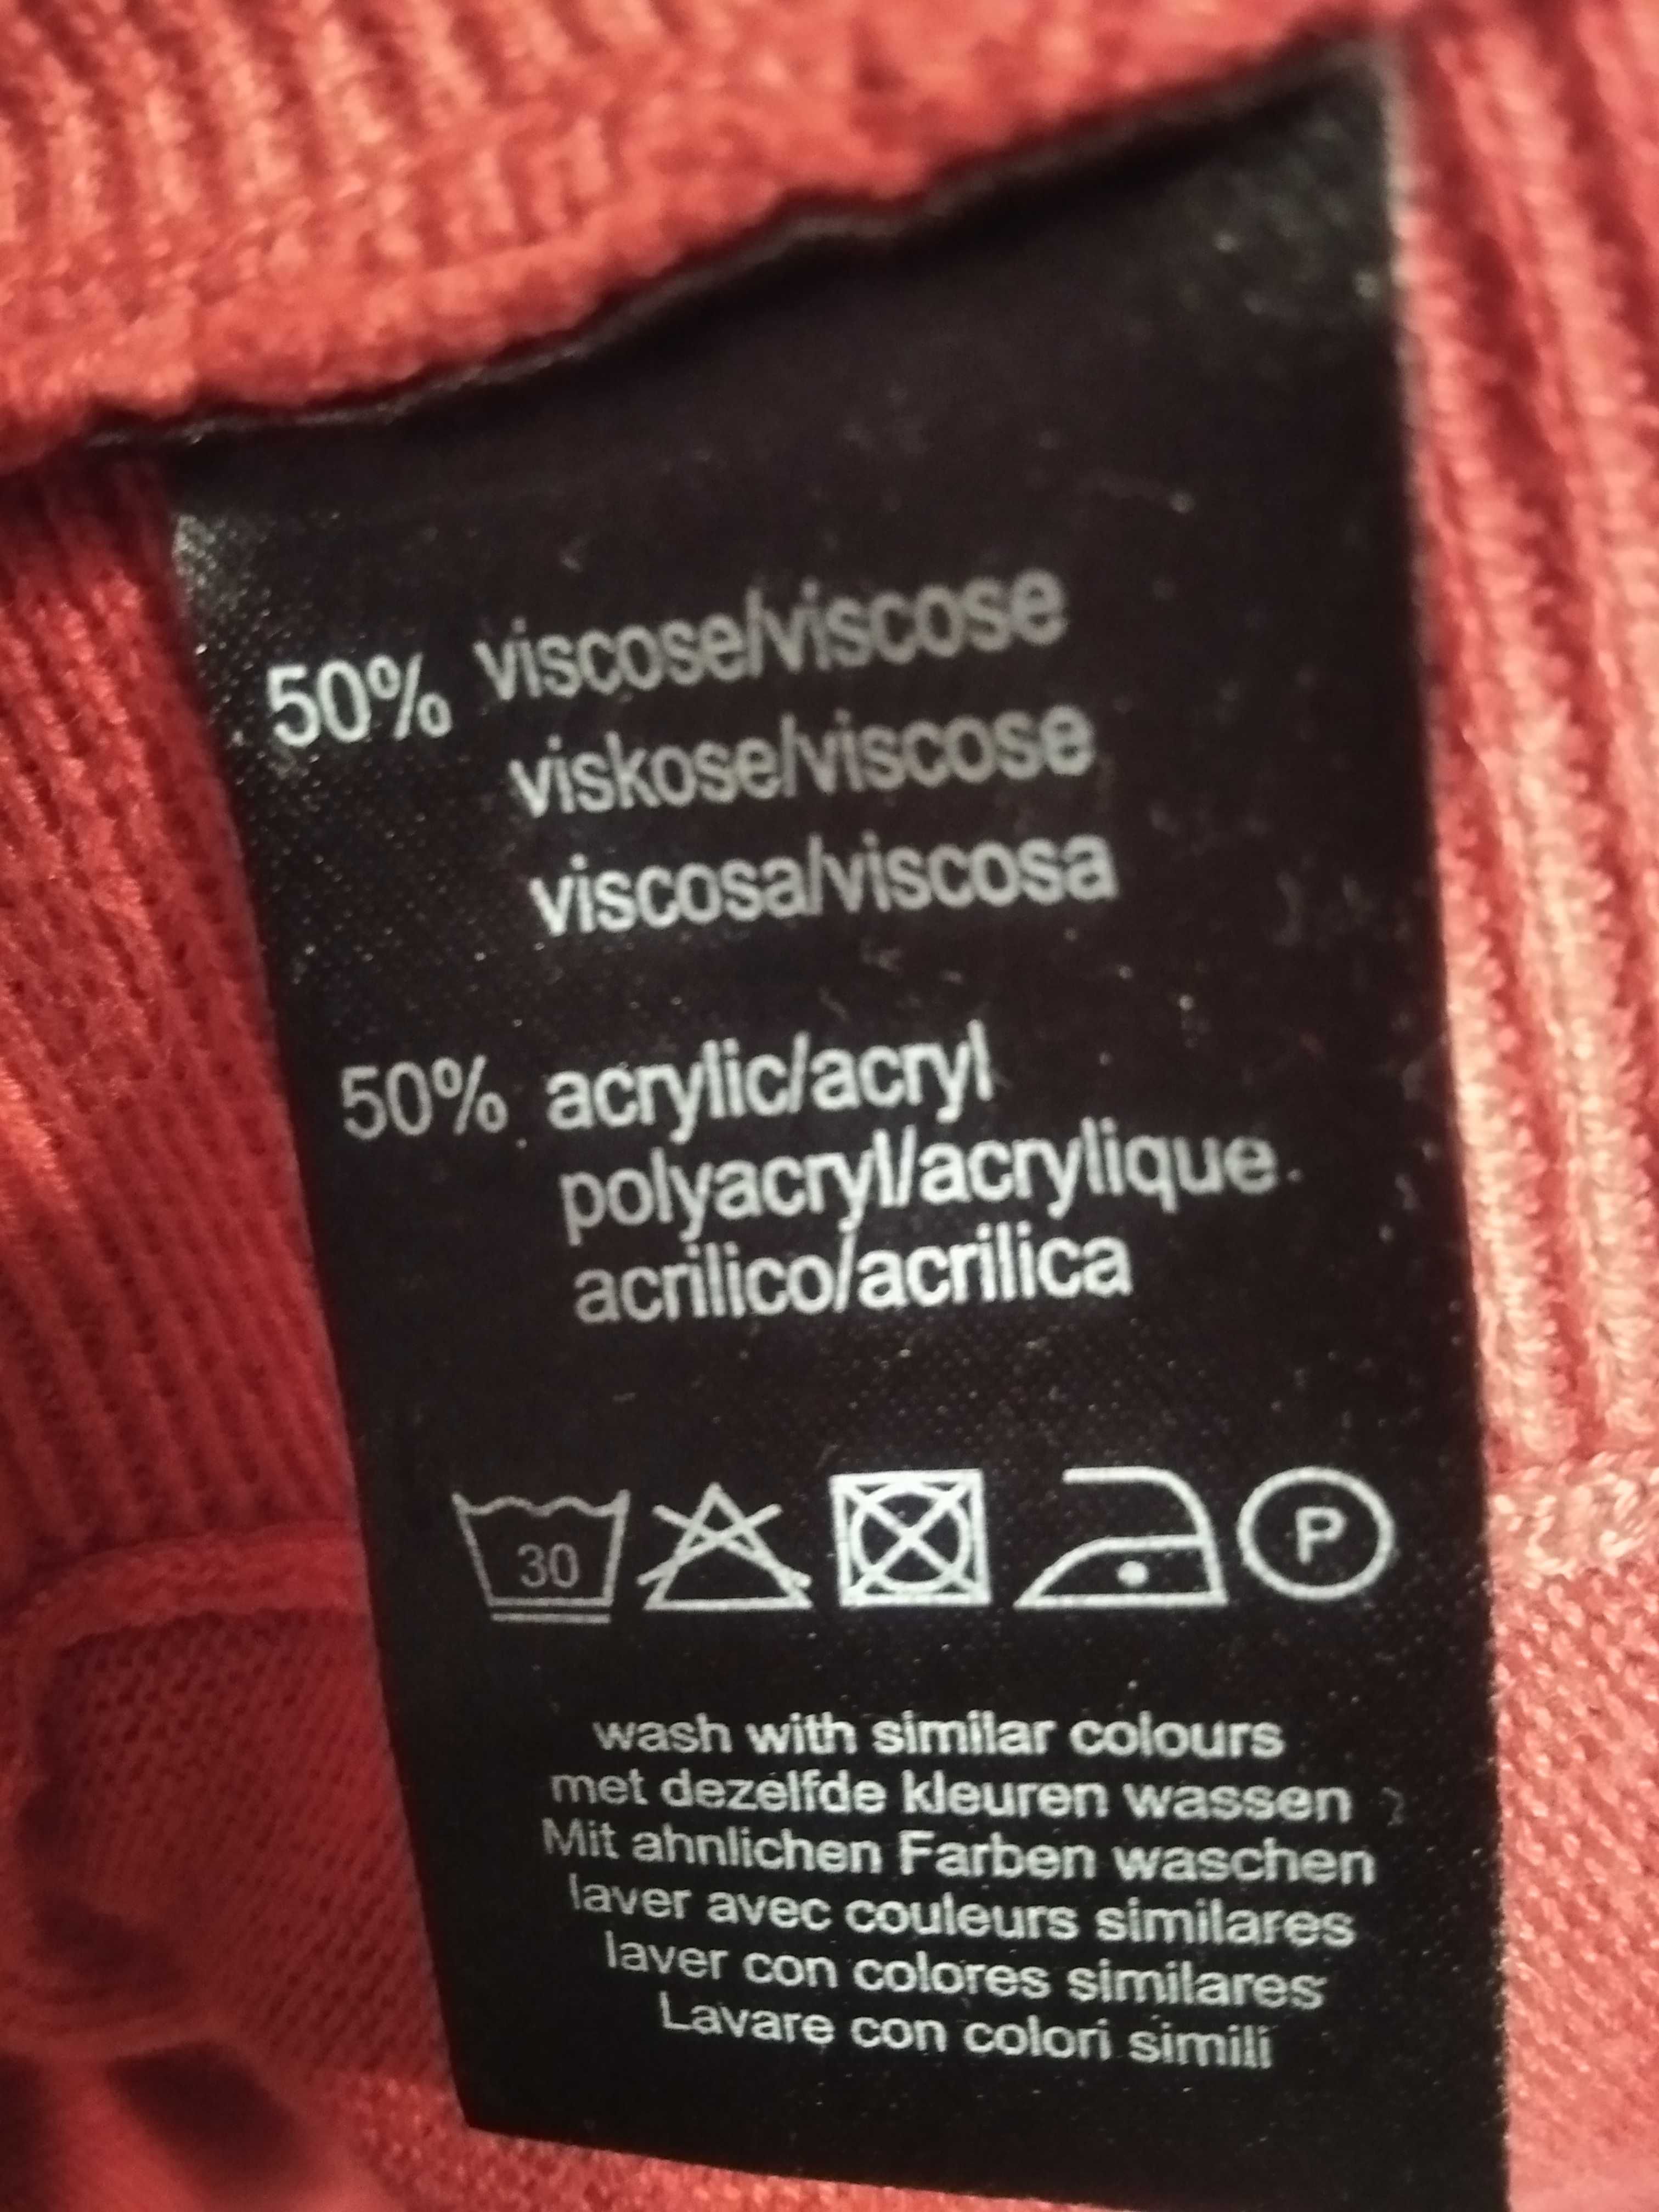 50% viscose/viscose
viskose/viscose
viscosa/viscosa
50% acrylic/acryl
polyacryl/acrylique
acrilico/acrilica
30 P
wash with similar colours
met dezelfde kleuren wassen
Mit ahnlichen Farben waschen
laver avec couleurs similares
laver con colores similares
Lavare con colori simili